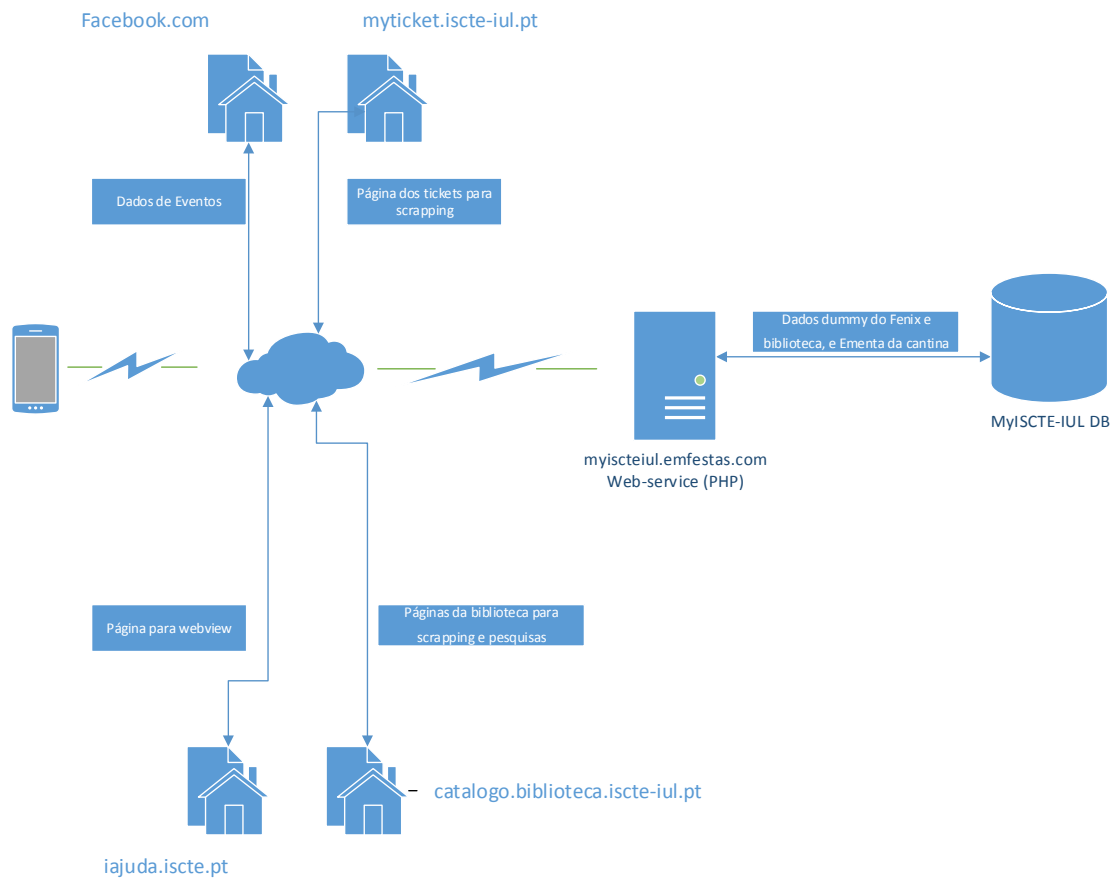 Facebook.com
myticket.iscte-iul.pt
Dados de Eventos
Página dos tickets para
scrapping
Dados dummy do Fenix e
biblioteca, e Ementa da cantina
MyISCTE-IUL DB
myiscteiul.emfestas.com
Web-service (PHP)
Página para webview
Páginas da biblioteca para
scrapping e pesquisas
catalogo.biblioteca.iscte-iul.pt
iajuda.iscte.pt